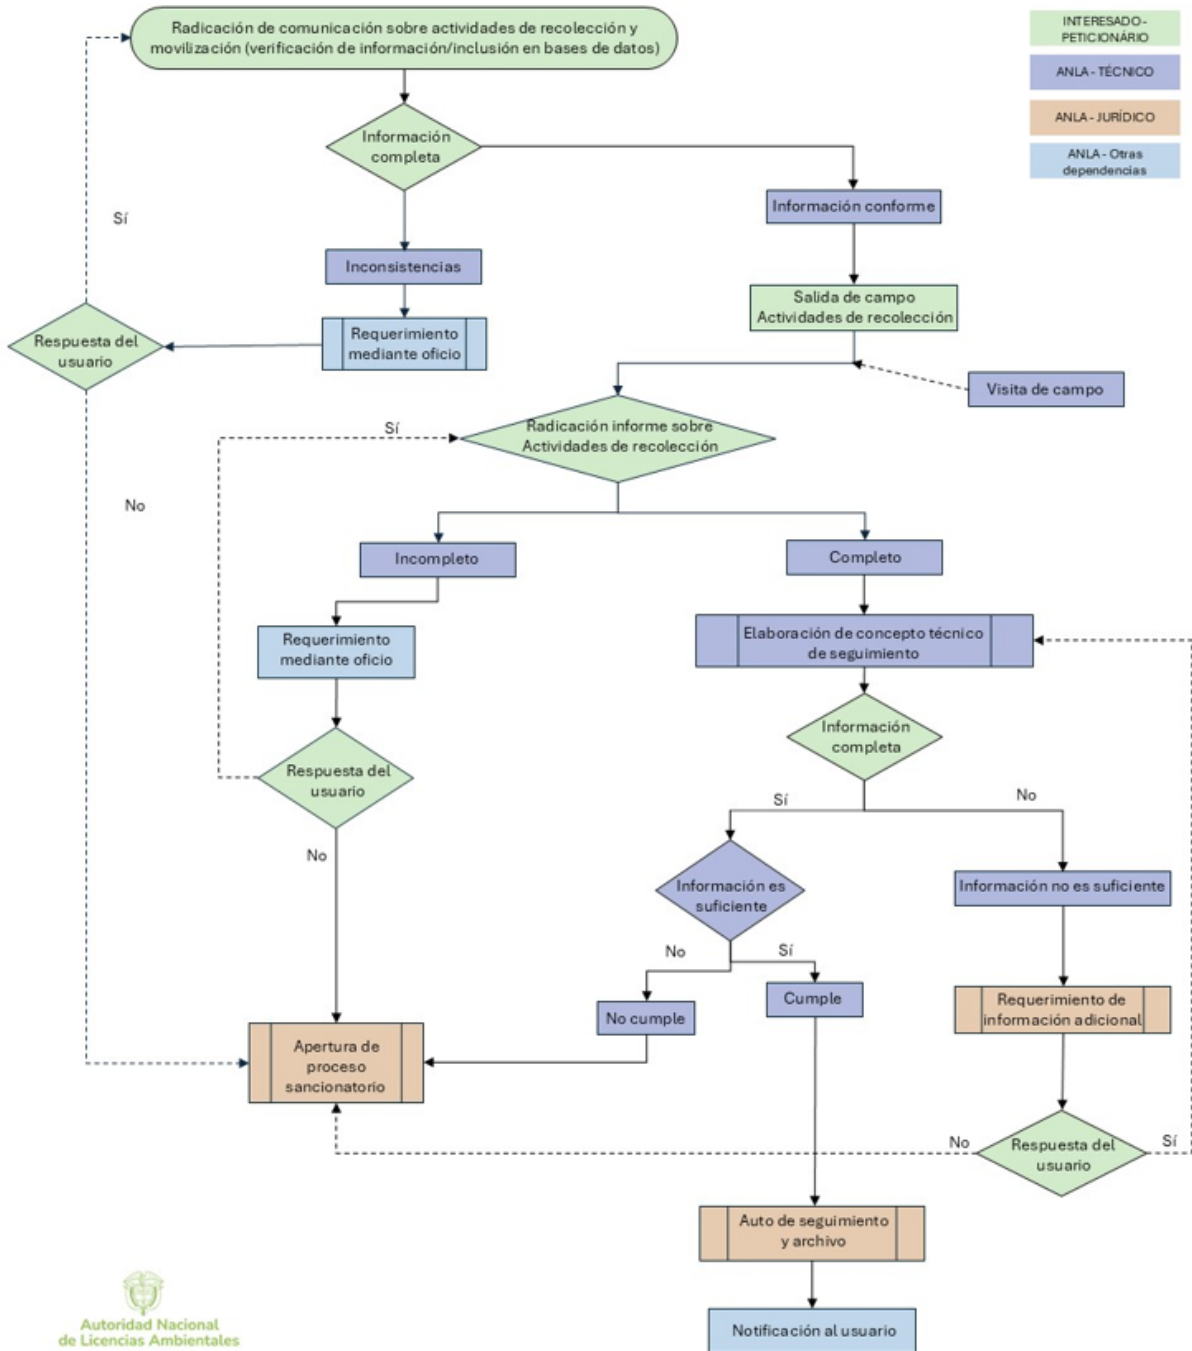 Radicación de comunicación sobre actividades de recolección y
movilización (verificación de información/inclusión en bases de datos)
INTERESADO-
PETICIONÁRIO
ANLA - TÉCNICO
ANLA - JURÍDICO
ANLA - Otras
dependencias
Información
completa
Información conforme
Sí
Inconsistencias
Salida de campo
Actividades de recolección
Respuesta del
usuario
Requerimiento
mediante oficio
Visita de campo
Sí
Radicación informe sobre
Actividades de recolección
No
Incompleto
Completo
Requerimiento
mediante oficio
Elaboración de concepto técnico
de seguimiento
Información
completa
Respuesta del
usuario
Sí
No
No
Información es
suficiente
Información no es suficiente
No
Sí
No cumple
Cumple
Requerimiento de
información adicional
Apertura de
proceso
sancionatorio
No
Respuesta del
usuario
Sí
Auto de seguimiento
y archivo
Notificación al usuario
Autoridad Nacional
de Licencias Ambientales